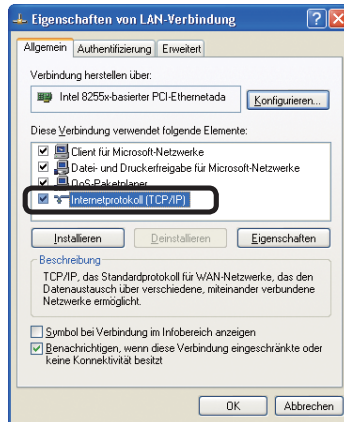 Eigenschaften von LAN-Verbindung
Allgemein Authentifizierung Erweitert
Verbindung herstellen über:
Intel 8255x-basierter PCI-Ethernetada Konfigurieren...
Diese Verbindung verwendet folgende Elemente:
Client für Microsoft-Netzwerke
Datei- und Druckerfreigabe für Microsoft-Netzwerke
QoS-Paketplaner
Internetprotokoll (TCP/IP)
Installieren Deinstallieren Eigenschaften
Beschreibung
TCP/IP, das Standardprotokoll für WAN-Netzwerke, das den
Datenaustausch über verschiedene, miteinander verbundene
Netzwerke ermöglicht.
Symbol bei Verbindung im Infobereich anzeigen
Benachrichtigen, wenn diese Verbindung eingeschränkte oder
keine Konnektivität besitzt
OK Abbrechen